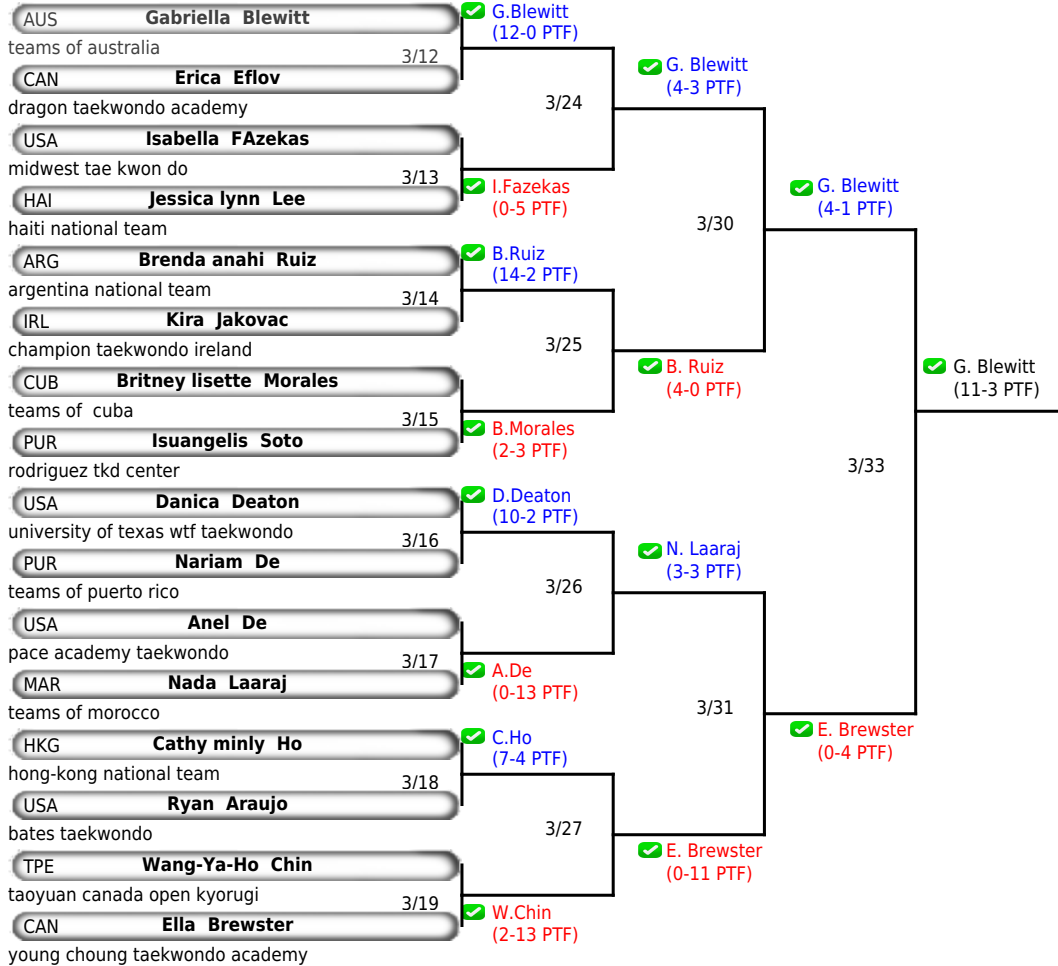 AUS Gabriella Blewitt
teams of australia
3/12
CAN Erica Eflov
dragon taekwondo academy
USA Isabella FAzekas
midwest tae kwon do
3/13
HAI Jessica lynn Lee
haiti national team
ARG Brenda anahi Ruiz
argentina national team
3/14
IRL Kira Jakovac
champion taekwondo ireland
CUB Britney lisette Morales
teams of cuba
3/15
PUR Isuangelis Soto
rodriguez tkd center
USA Danica Deaton
university of texas wtf taekwondo
3/16
PUR Nariam De
teams of puerto rico
USA Anel De
pace academy taekwondo
3/17
MAR Nada Laaraj
teams of morocco
HKG Cathy minly Ho
hong-kong national team
3/18
USA Ryan Araujo
bates taekwondo
TPE Wang-Ya-Ho Chin
taoyuan canada open kyorugi
3/19
CAN Ella Brewster
young choung taekwondo academy
G.Blewitt
(12-0 PTF)
3/24
I.Fazekas
(0-5 PTF)
B.Ruiz
(14-2 PTF)
3/25
B.Morales
(2-3 PTF)
D.Deaton
(10-2 PTF)
3/26
A.De
(0-13 PTF)
C.Ho
(7-4 PTF)
3/27
W.Chin
(2-13 PTF)
G. Blewitt
(4-3 PTF)
3/30
B. Ruiz
(4-0 PTF)
N. Laaraj
(3-3 PTF)
3/31
E. Brewster
(0-11 PTF)
G. Blewitt
(4-1 PTF)
3/33
E. Brewster
(0-4 PTF)
G. Blewitt
(11-3 PTF)